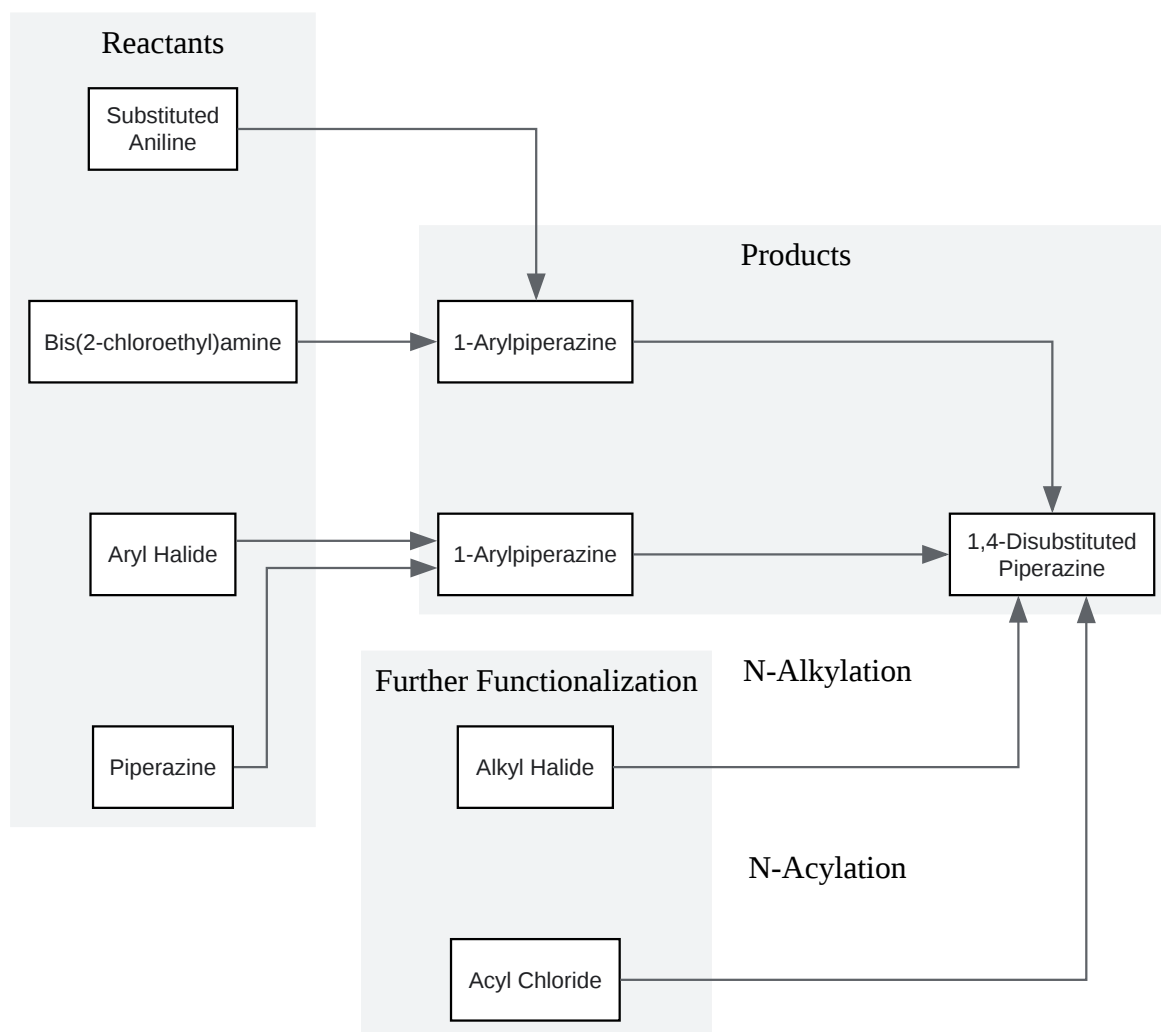 Reactants
Substituted
Aniline
Products
Bis(2-chloroethyl)amine
1-Arylpiperazine
Aryl Halide
1-Arylpiperazine
1,4-Disubstituted
Piperazine
Further Functionalization
N-Alkylation
Piperazine
Alkyl Halide
N-Acylation
Acyl Chloride